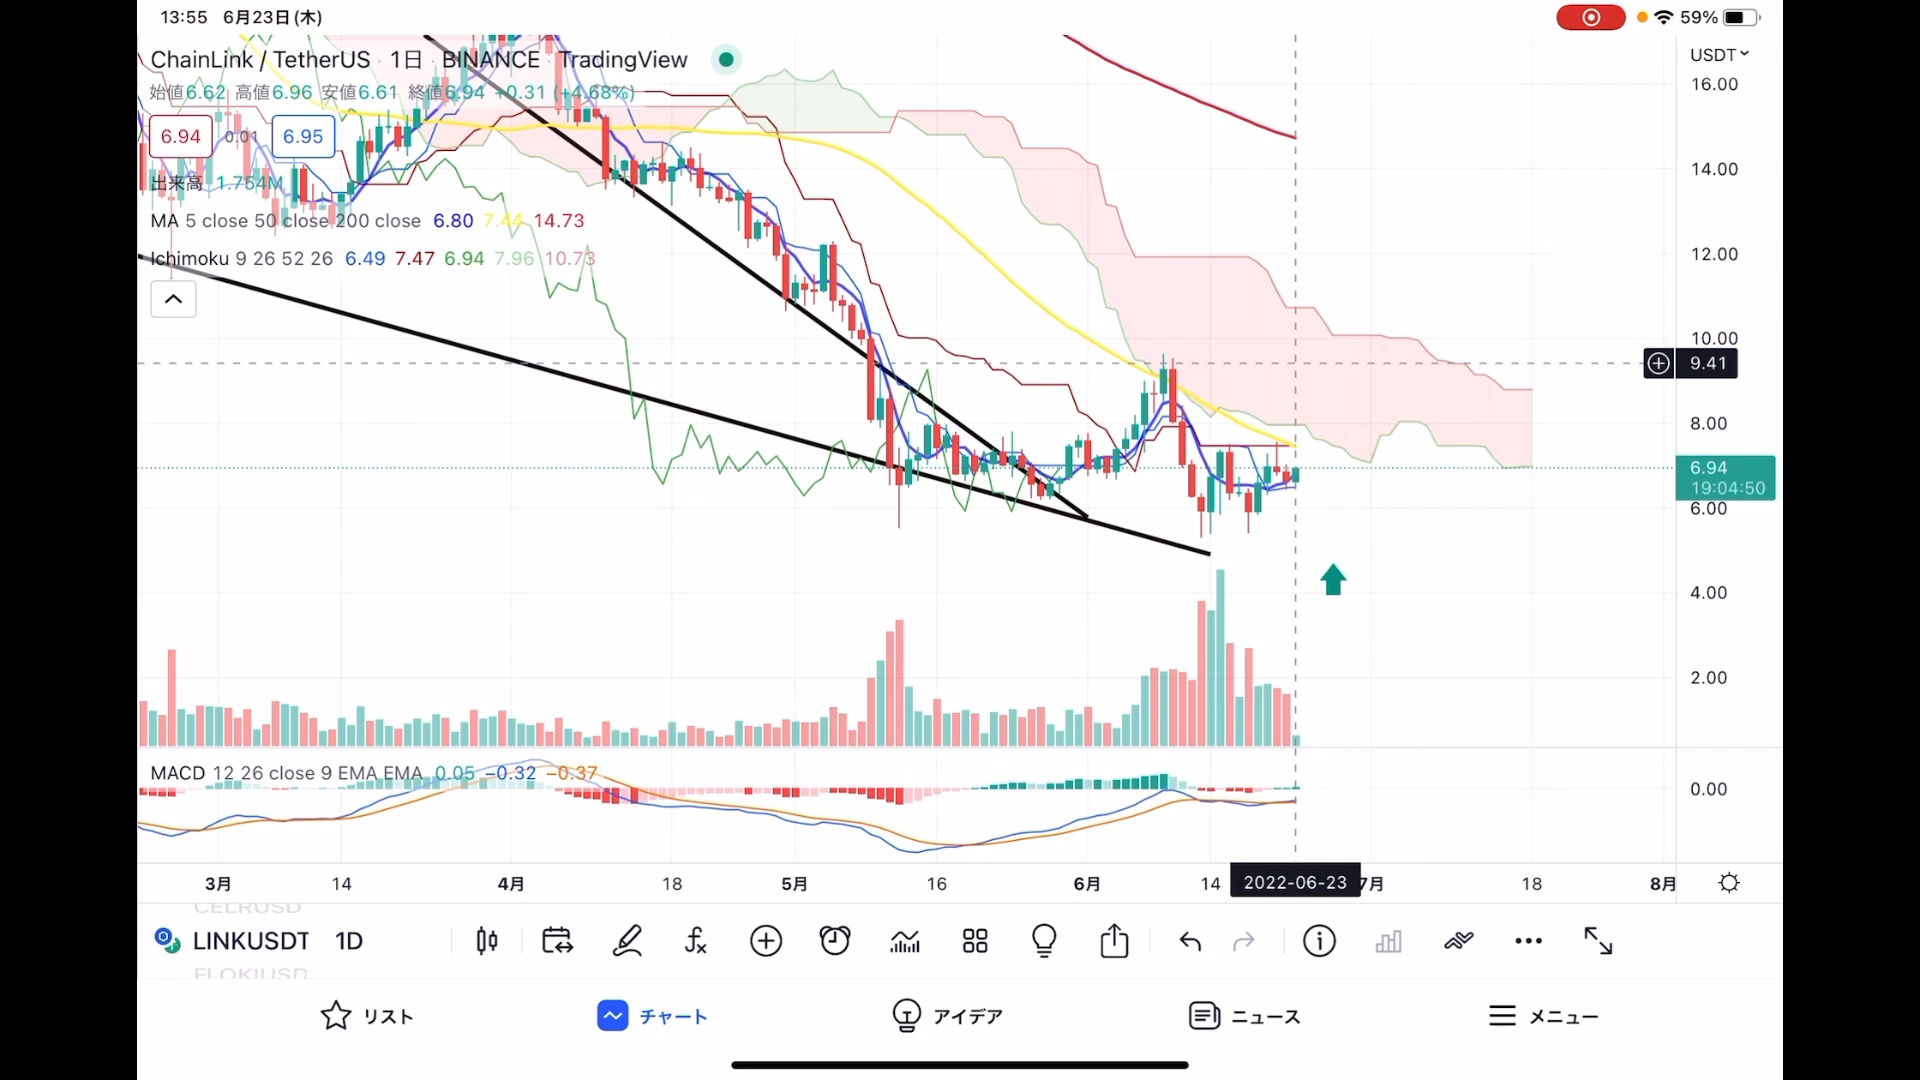 13:55 6月23日(木)
59%
ChainLink / TetherUS · 1日 · BINANCE · TradingView
USDT
始値6.62 高値6.96 安値6.61 終値6.94 +0.31 (+4.68%)
6.94 0.01 6.95
出来高 1.754M
MA 5 close 50 close 200 close 6.80 7.44 14.73
Ichimoku 9 26 52 26 6.49 7.47 6.94 7.96 10.73
16.00
14.00
12.00
10.00
9.41
8.00
6.94
19:04:50
6.00
4.00
2.00
MACD 12 26 close 9 EMA EMA 0.05 −0.32 −0.37
0.00
3月 14 4月 18 5月 16 6月 14 2022-06-23 7月 18 8月
CELRUSD
LINKUSDT 1D
FLOKIUSD
リスト チャート アイデア ニュース メニュー